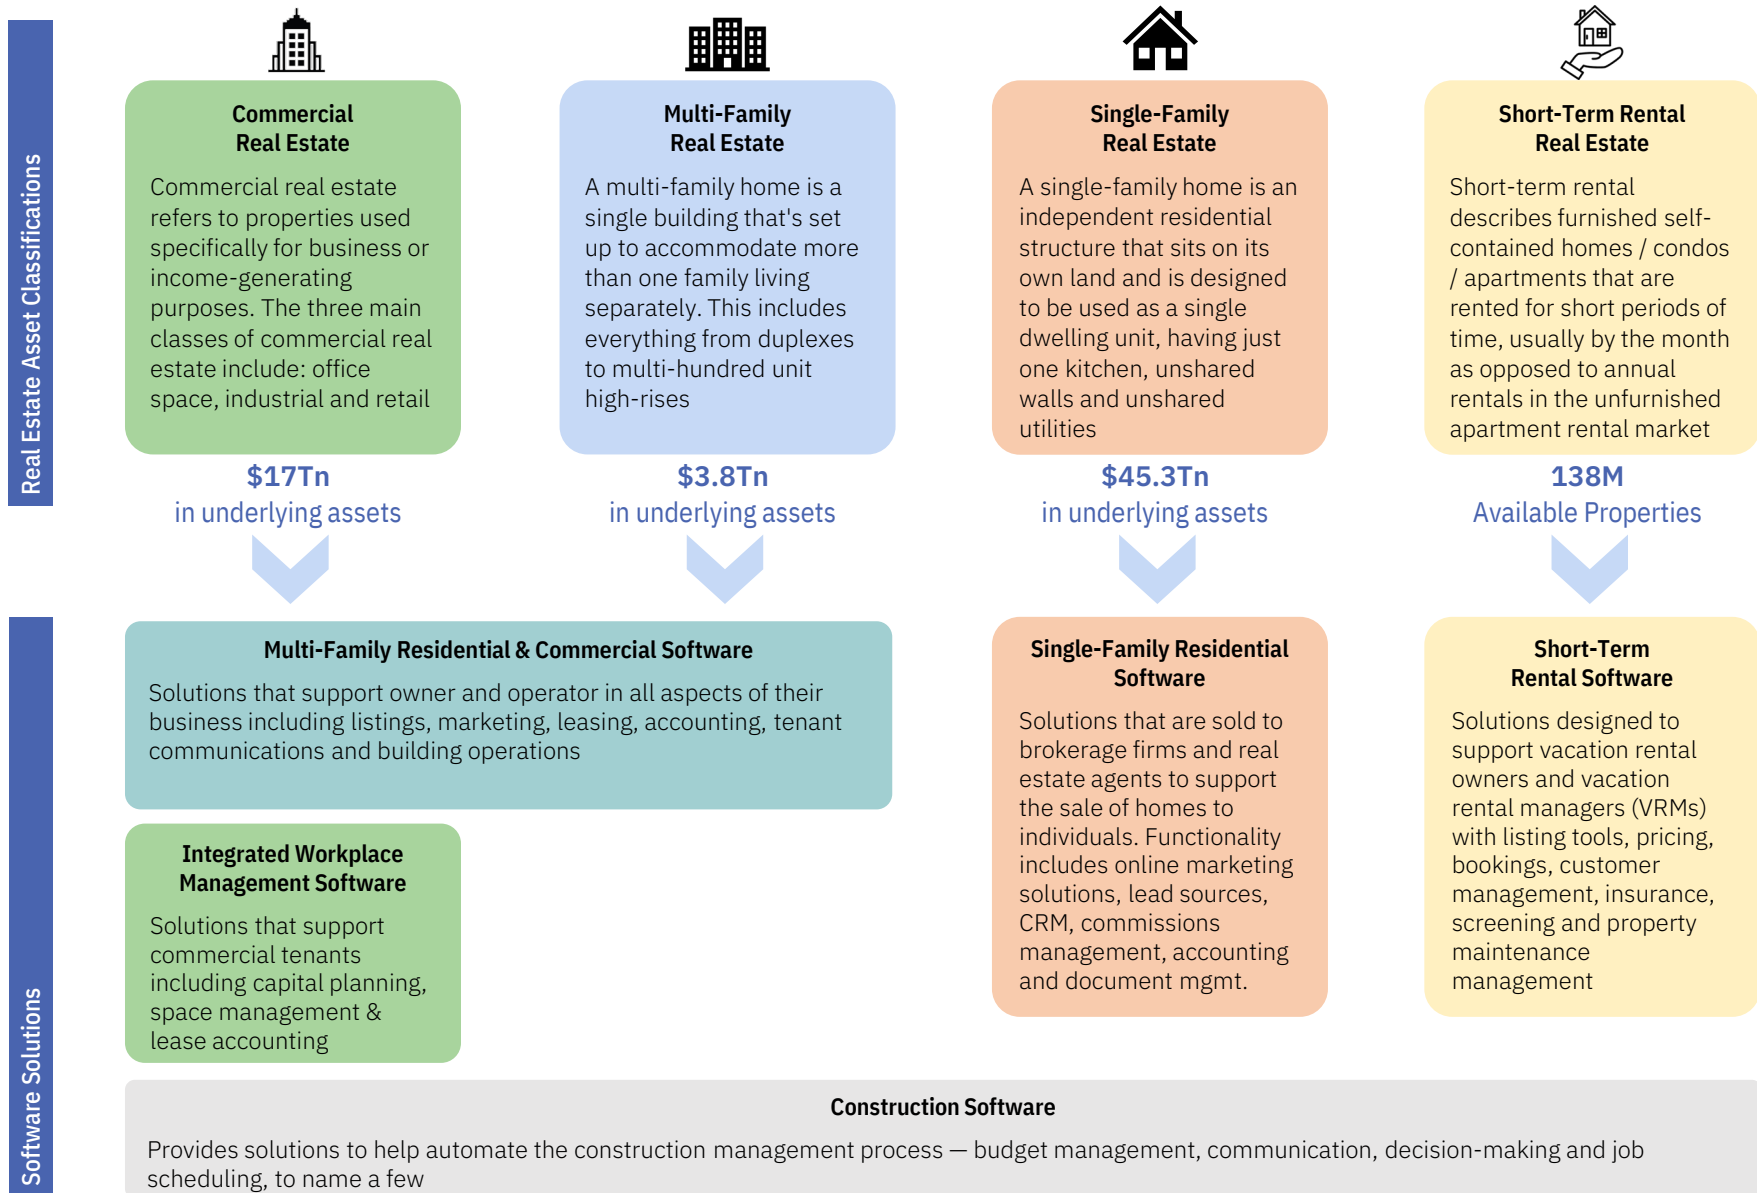 Real Estate Asset Classifications
Commercial
Real Estate
Commercial real estate
refers to properties used
specifically for business or
income-generating
purposes. The three main
classes of commercial real
estate include: office
space, industrial and retail
$17Tn
in underlying assets
Multi-Family
Real Estate
A multi-family home is a
single building that's set
up to accommodate more
than one family living
separately. This includes
everything from duplexes
to multi-hundred unit
high-rises
$3.8Tn
in underlying assets
Single-Family
Real Estate
A single-family home is an
independent residential
structure that sits on its
own land and is designed
to be used as a single
dwelling unit, having just
one kitchen, unshared
walls and unshared
utilities
$45.3Tn
in underlying assets
Short-Term Rental
Real Estate
Short-term rental
describes furnished self-
contained homes / condos
/ apartments that are
rented for short periods of
time, usually by the month
as opposed to annual
rentals in the unfurnished
apartment rental market
138M
Available Properties
Software Solutions
Multi-Family Residential & Commercial Software
Solutions that support owner and operator in all aspects of their
business including listings, marketing, leasing, accounting, tenant
communications and building operations
Integrated Workplace
Management Software
Solutions that support
commercial tenants
including capital planning,
space management &
lease accounting
Single-Family Residential
Software
Solutions that are sold to
brokerage firms and real
estate agents to support
the sale of homes to
individuals. Functionality
includes online marketing
solutions, lead sources,
CRM, commissions
management, accounting
and document mgmt.
Short-Term
Rental Software
Solutions designed to
support vacation rental
owners and vacation
rental managers (VRMs)
with listing tools, pricing,
bookings, customer
management, insurance,
screening and property
maintenance
management
Construction Software
Provides solutions to help automate the construction management process — budget management, communication, decision-making and job
scheduling, to name a few